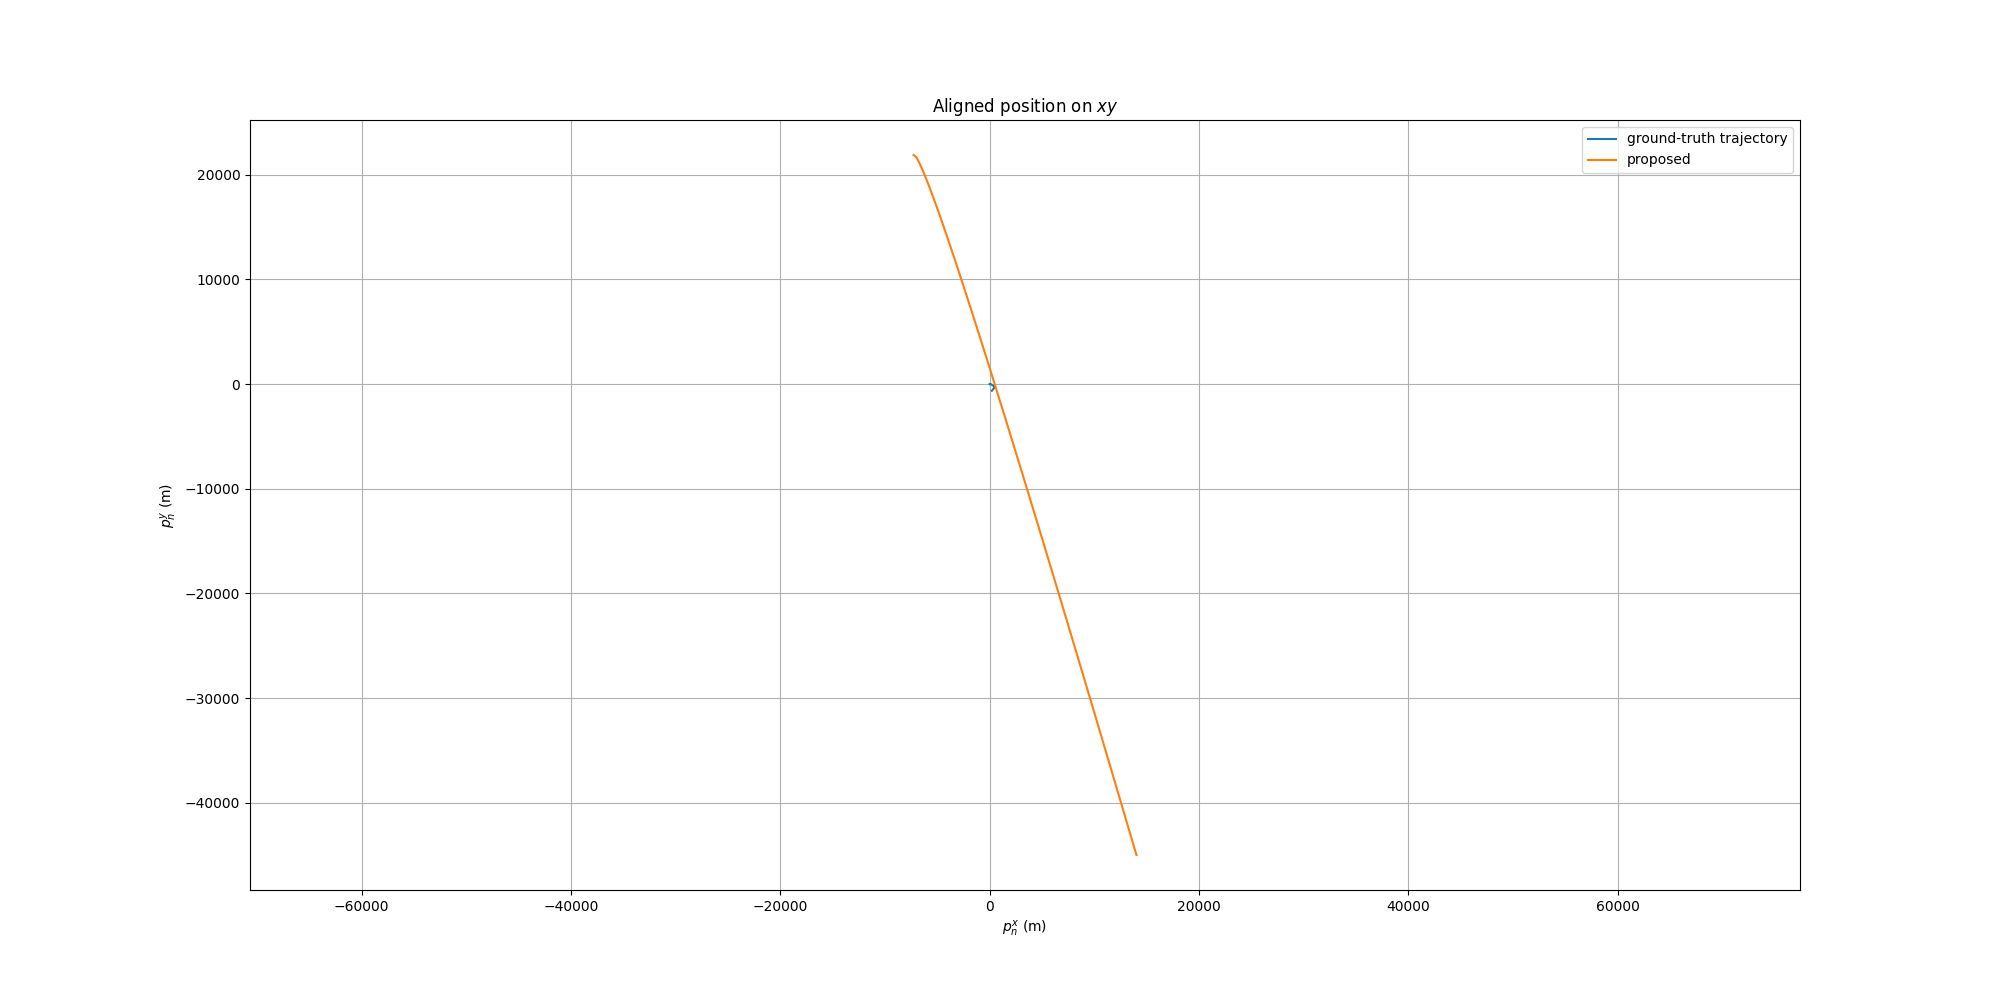 Aligned position on xy
ground-truth trajectory
proposed
20000
10000
0
−10000
−20000
−30000
−40000
p_n^y (m)
−60000
−40000
−20000
0
20000
40000
60000
p_n^x (m)